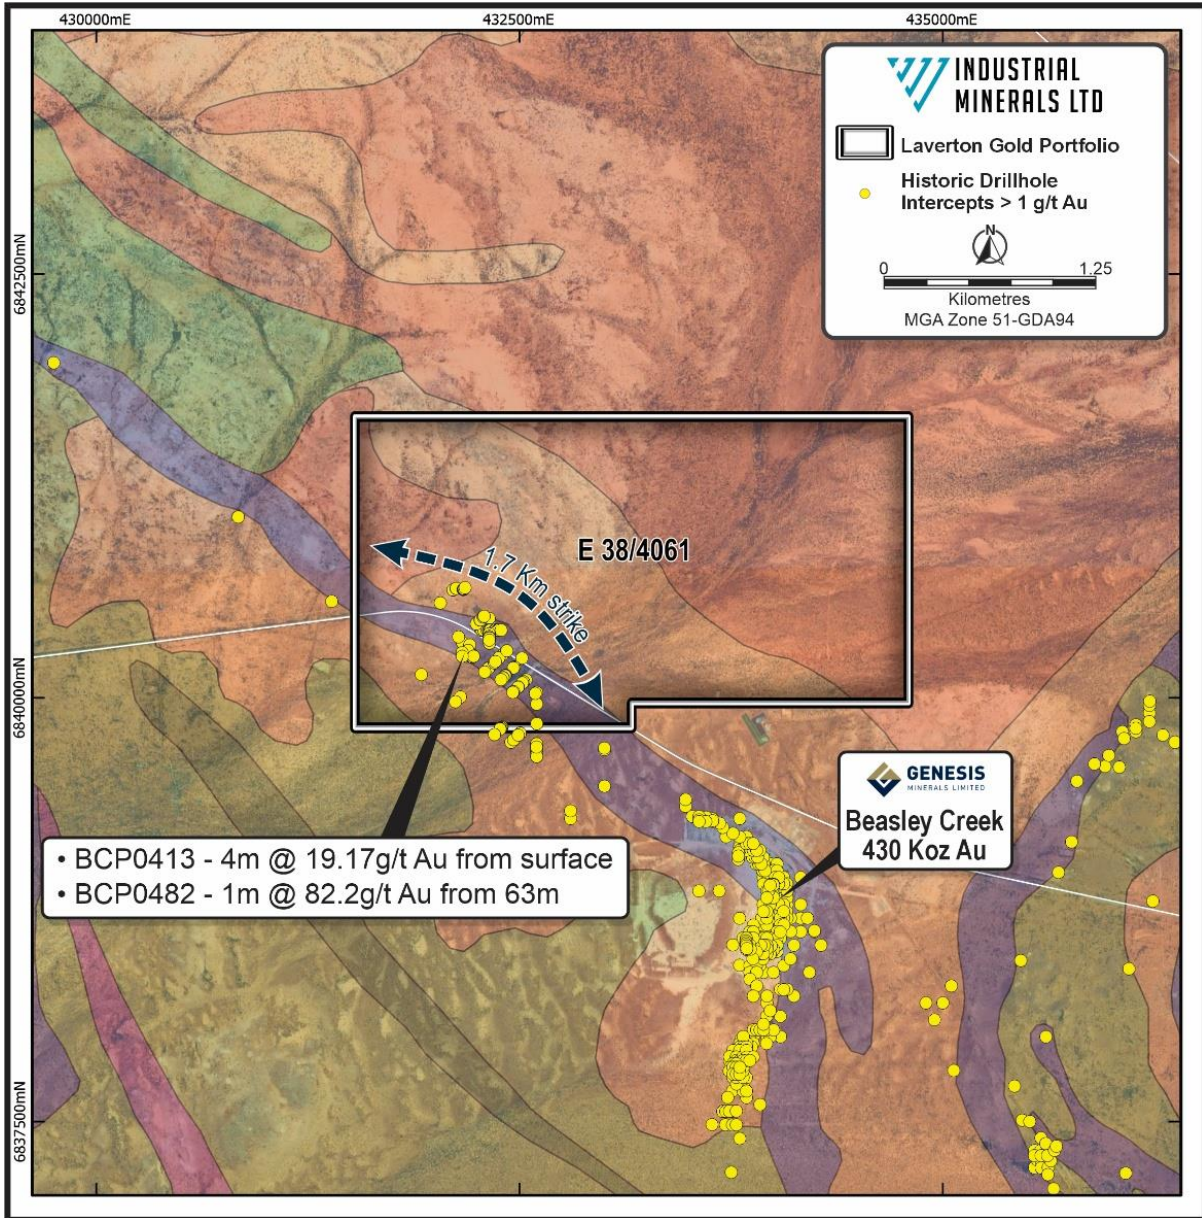 430000mE
432500mE
435000mE
INDUSTRIAL
MINERALS LTD
Laverton Gold Portfolio
Historic Drillhole
Intercepts > 1 g/t Au
N
0
1.25
Kilometres
MGA Zone 51-GDA94
6842500mN
6840000mN
6837500mN
E 38/4061
1.7 Km strike
GENESIS
MINERALS LIMITED
Beasley Creek
430 Koz Au
• BCP0413 - 4m @ 19.17g/t Au from surface
• BCP0482 - 1m @ 82.2g/t Au from 63m